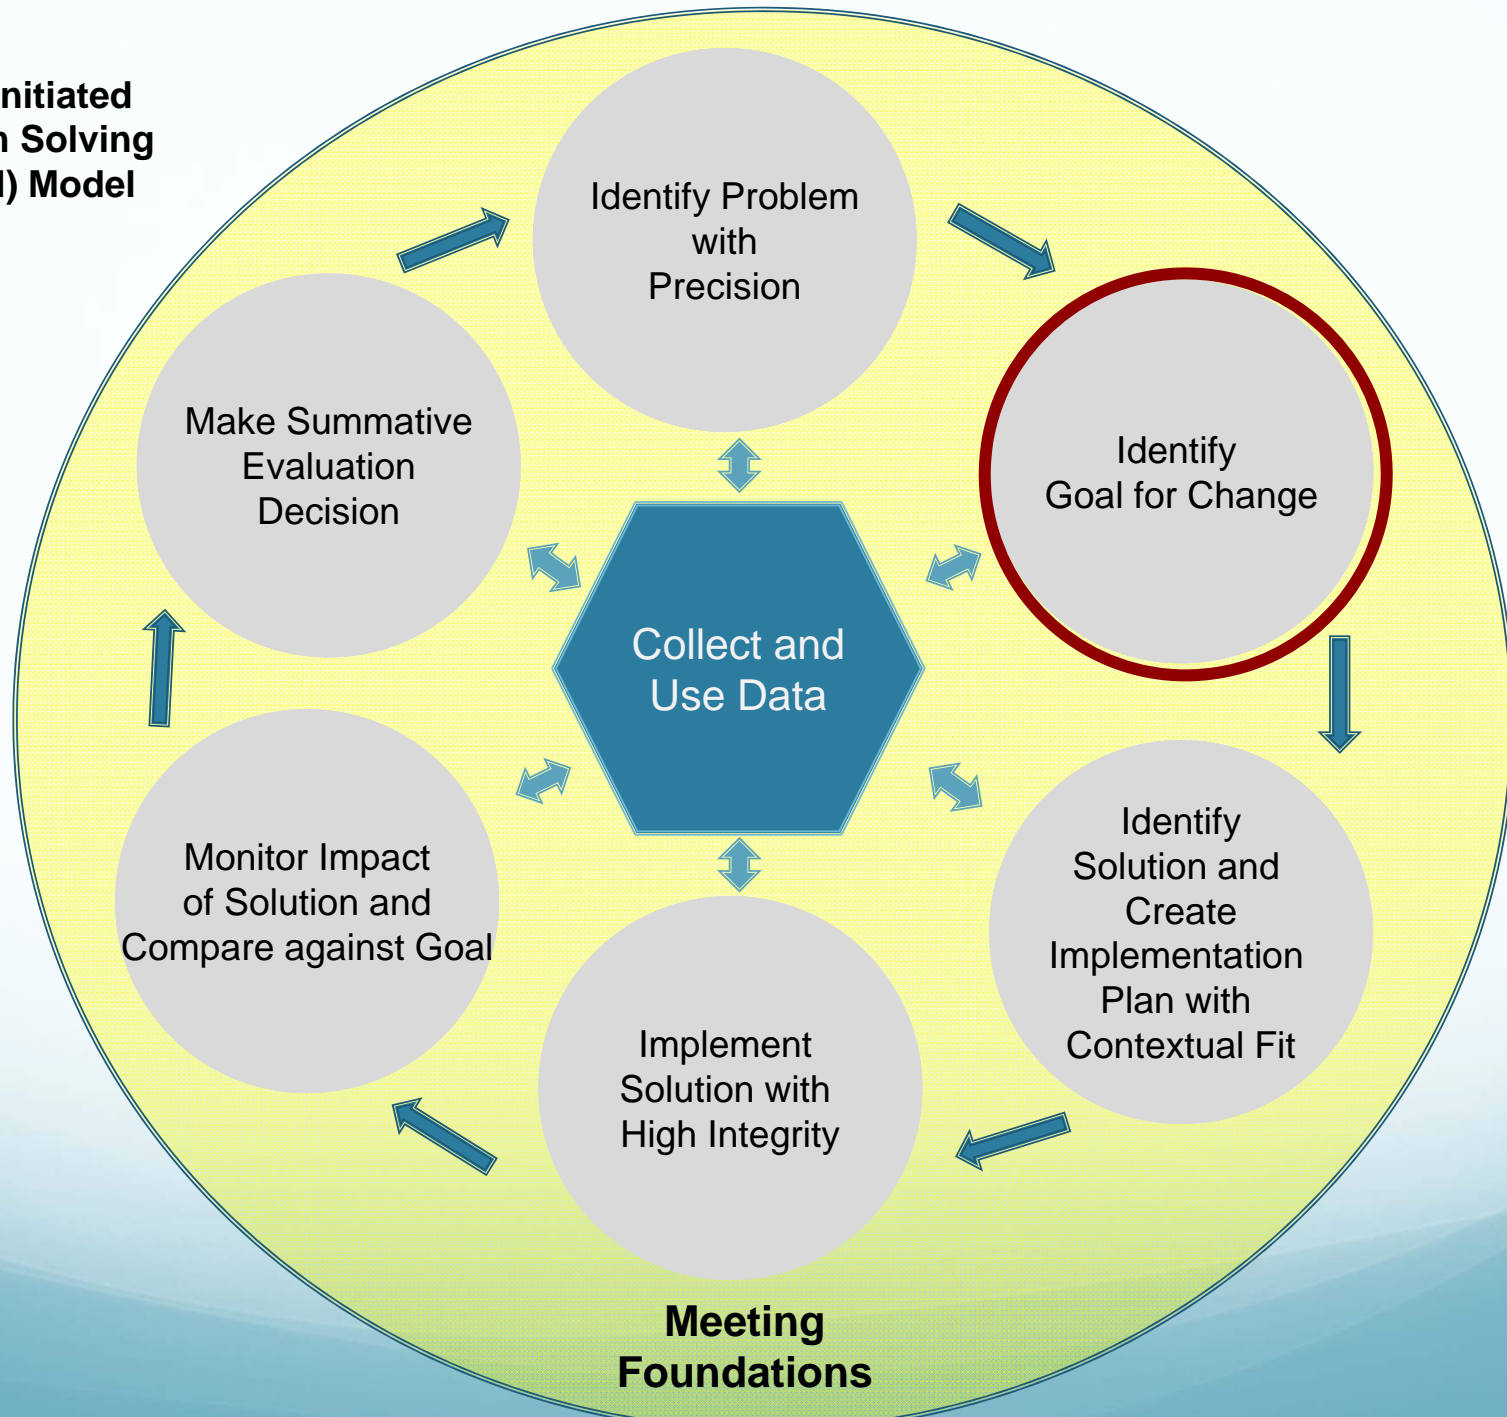 nitiated
Solving
) Model
Identify Problem
with
Precision
Identify
Goal for Change
Identify
Solution and
Create
Implementation
Plan with
Contextual Fit
Implement
Solution with
High Integrity
Monitor Impact
of Solution and
Compare against Goal
Make Summative
Evaluation
Decision
Collect and
Use Data
Meeting
Foundations